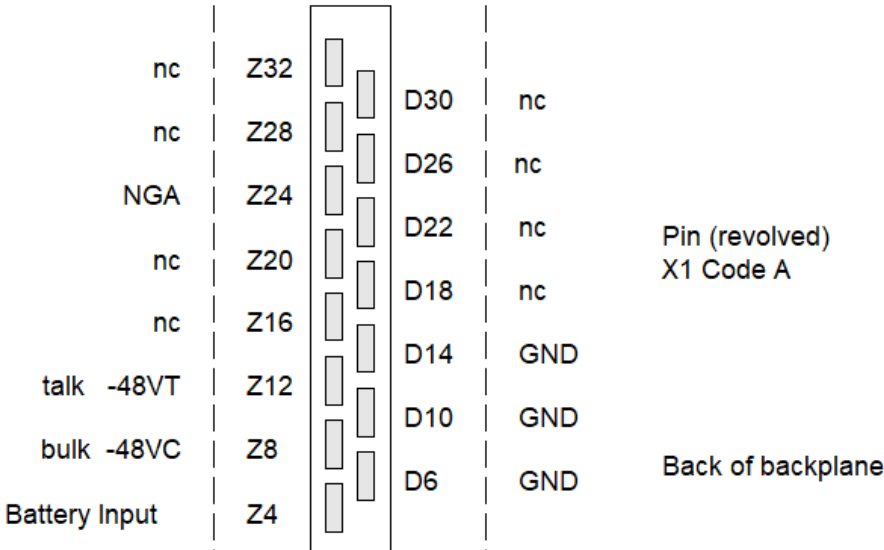 nc Z32
D30 nc
nc Z28
D26 nc
NGA Z24
D22 nc
Pin (revolved)
nc Z20
X1 Code A
D18 nc
nc Z16
D14 GND
talk -48VT Z12
D10 GND
bulk -48VC Z8
Back of backplane
D6 GND
Battery Input Z4